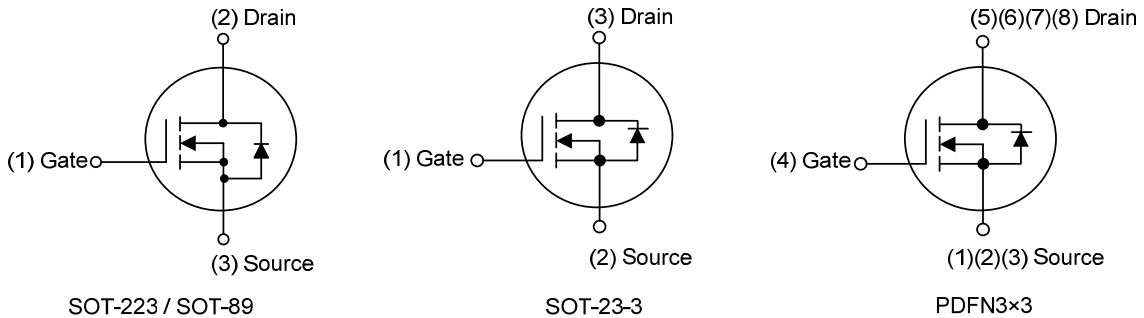 (2) Drain
(1) Gate
(3) Source
SOT-223 / SOT-89
(3) Drain
(1) Gate
(2) Source
SOT-23-3
(5)(6)(7)(8) Drain
(4) Gate
(1)(2)(3) Source
PDFN3×3